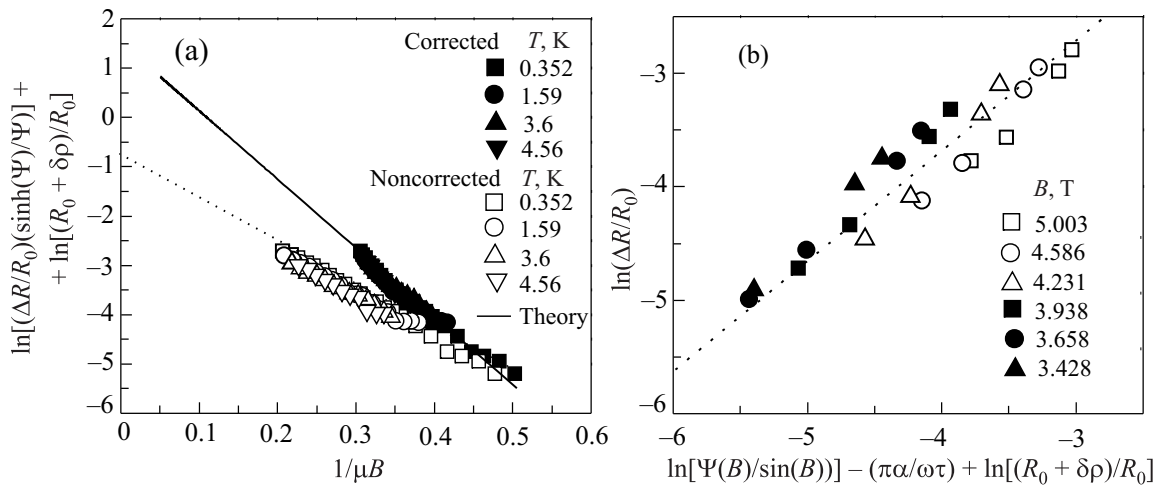 (a)
ln[(ΔR/R₀)(sinh(Ψ)/Ψ)] +
+ ln[(R₀ + δρ)/R₀]
2
1
0
–1
–2
–3
–4
–5
–6
Corrected T, K
0.352
1.59
3.6
4.56
Noncorrected T, K
0.352
1.59
3.6
4.56
Theory
0 0.1 0.2 0.3 0.4 0.5 0.6
1/μB
(b)
ln(ΔR/R₀)
–3
–4
–5
–6
B, T
5.003
4.586
4.231
3.938
3.658
3.428
–6 –5 –4 –3
ln[Ψ(B)/sin(B))] – (πα/ωτ) + ln[(R₀ + δρ)/R₀]